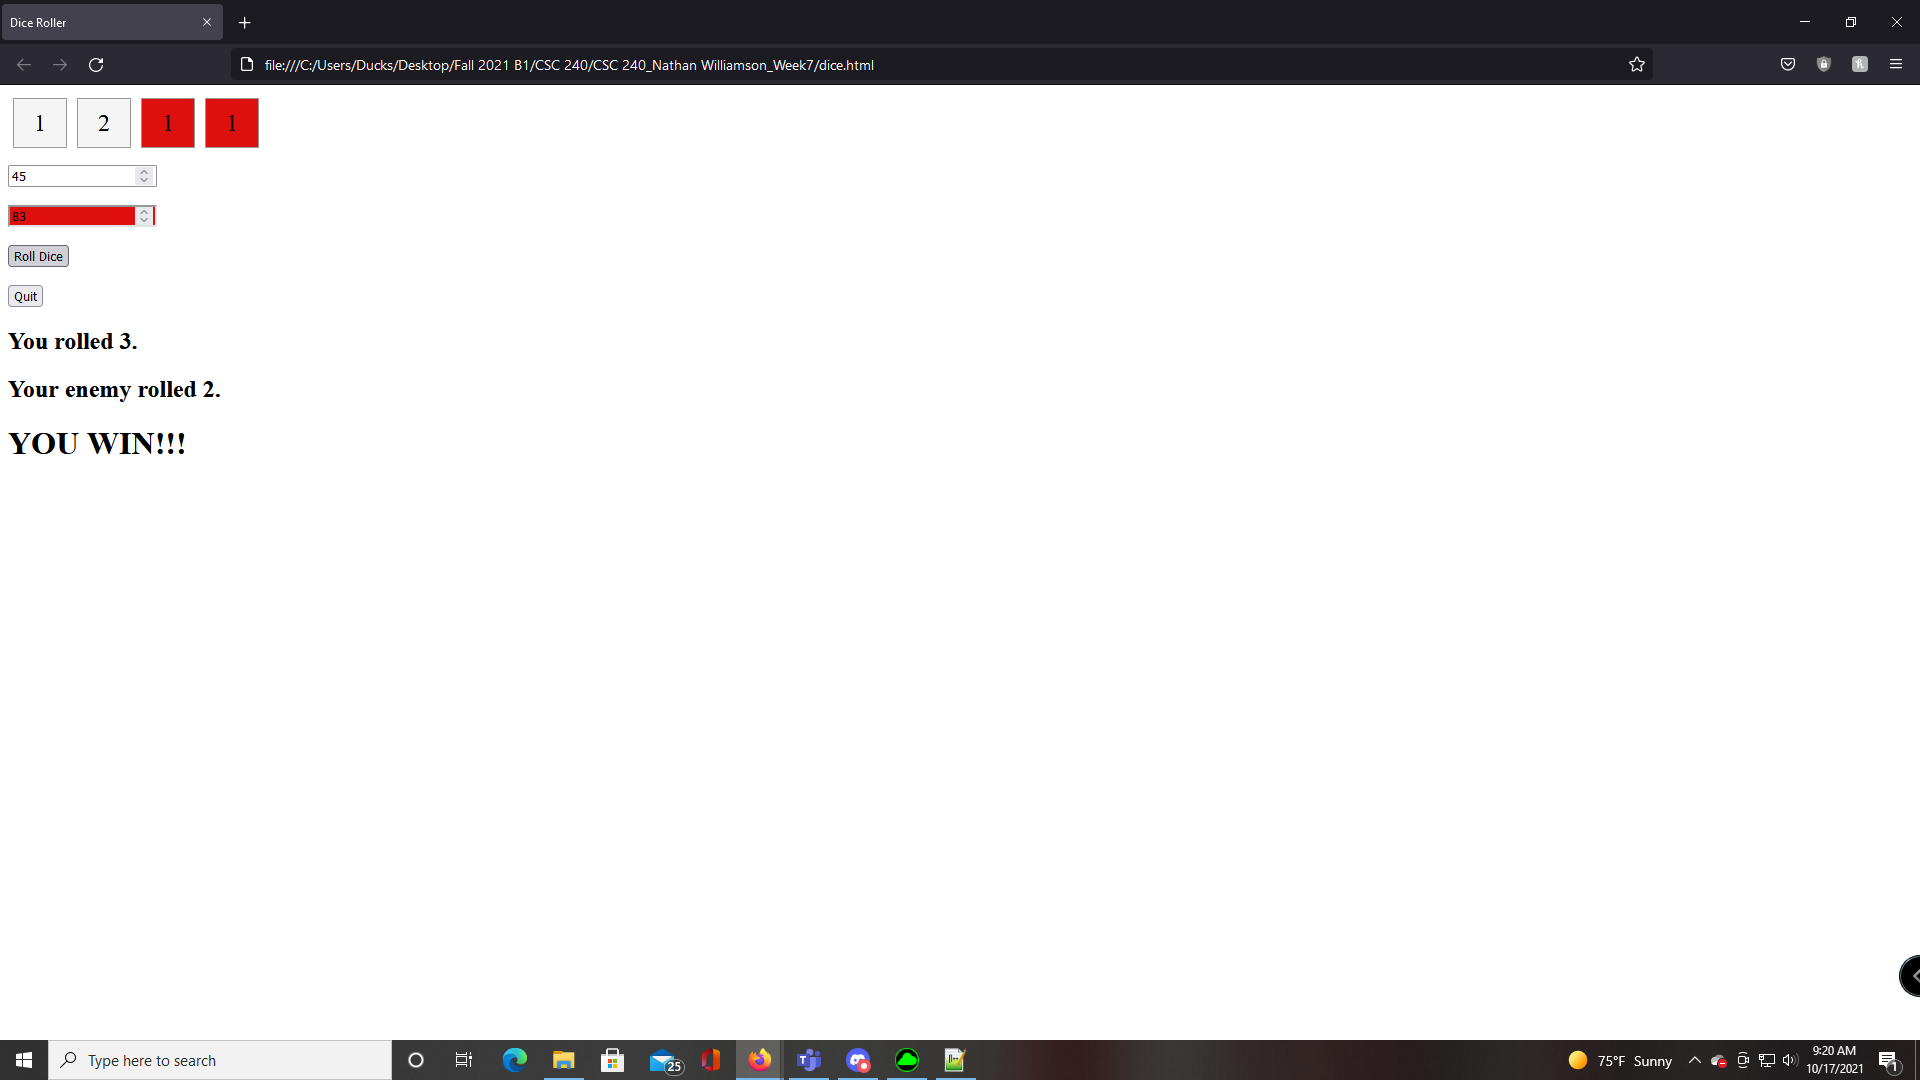 Dice Roller
file:///C:/Users/Ducks/Desktop/Fall 2021 B1/CSC 240/CSC 240_Nathan Williamson_Week7/dice.html
1 2 1 1
45
83
Roll Dice
Quit
You rolled 3.
Your enemy rolled 2.
YOU WIN!!!
Type here to search
25
75°F Sunny
9:20 AM
10/17/2021
1